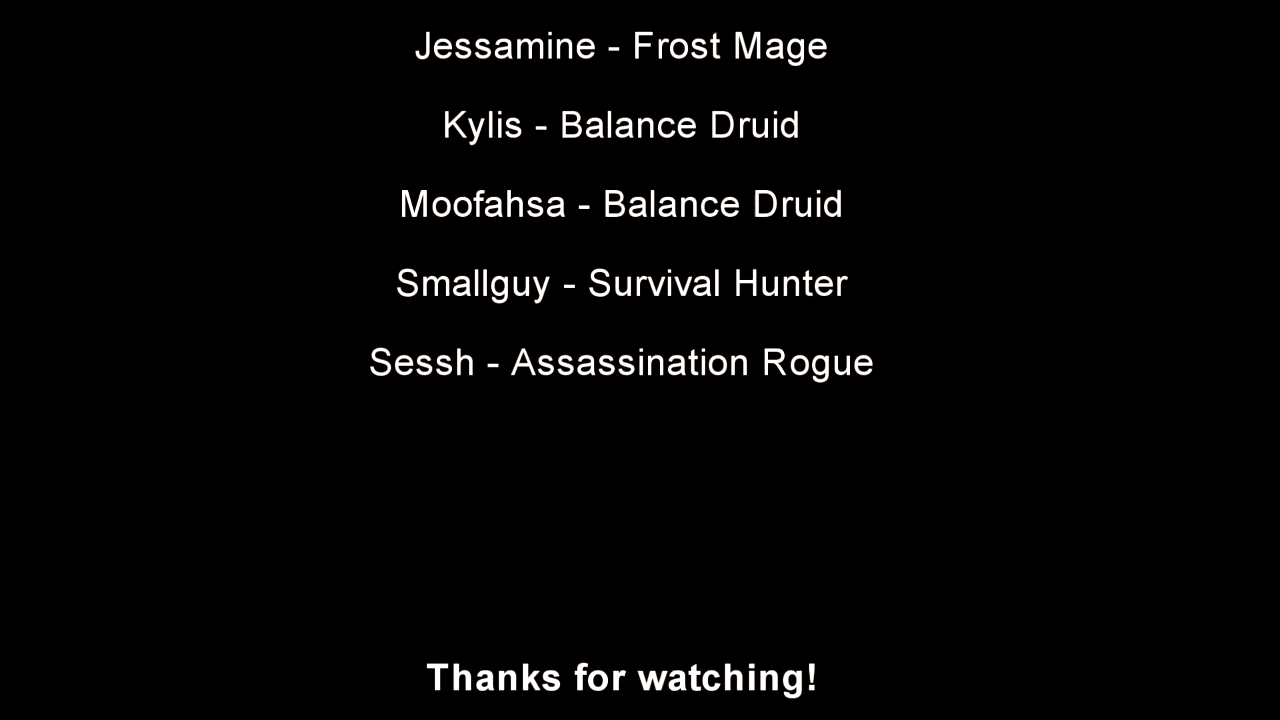 Jessamine - Frost Mage
Kylis - Balance Druid
Moofahsa - Balance Druid
Smallguy - Survival Hunter
Sessh - Assassination Rogue
Thanks for watching!